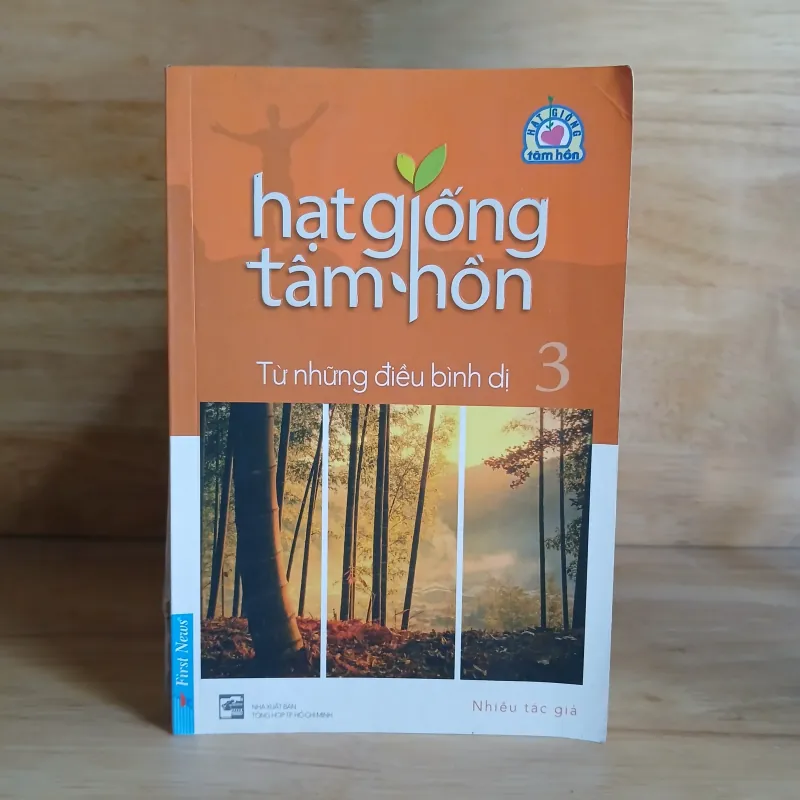 HẠT GIỐNG
tâm hồn
hạt giống
tâm hồn
Từ những điều bình dị 3
First News
NHÀ XUẤT BẢN
TỔNG HỢP TP. HỒ CHÍ MINH
Nhiều tác giả